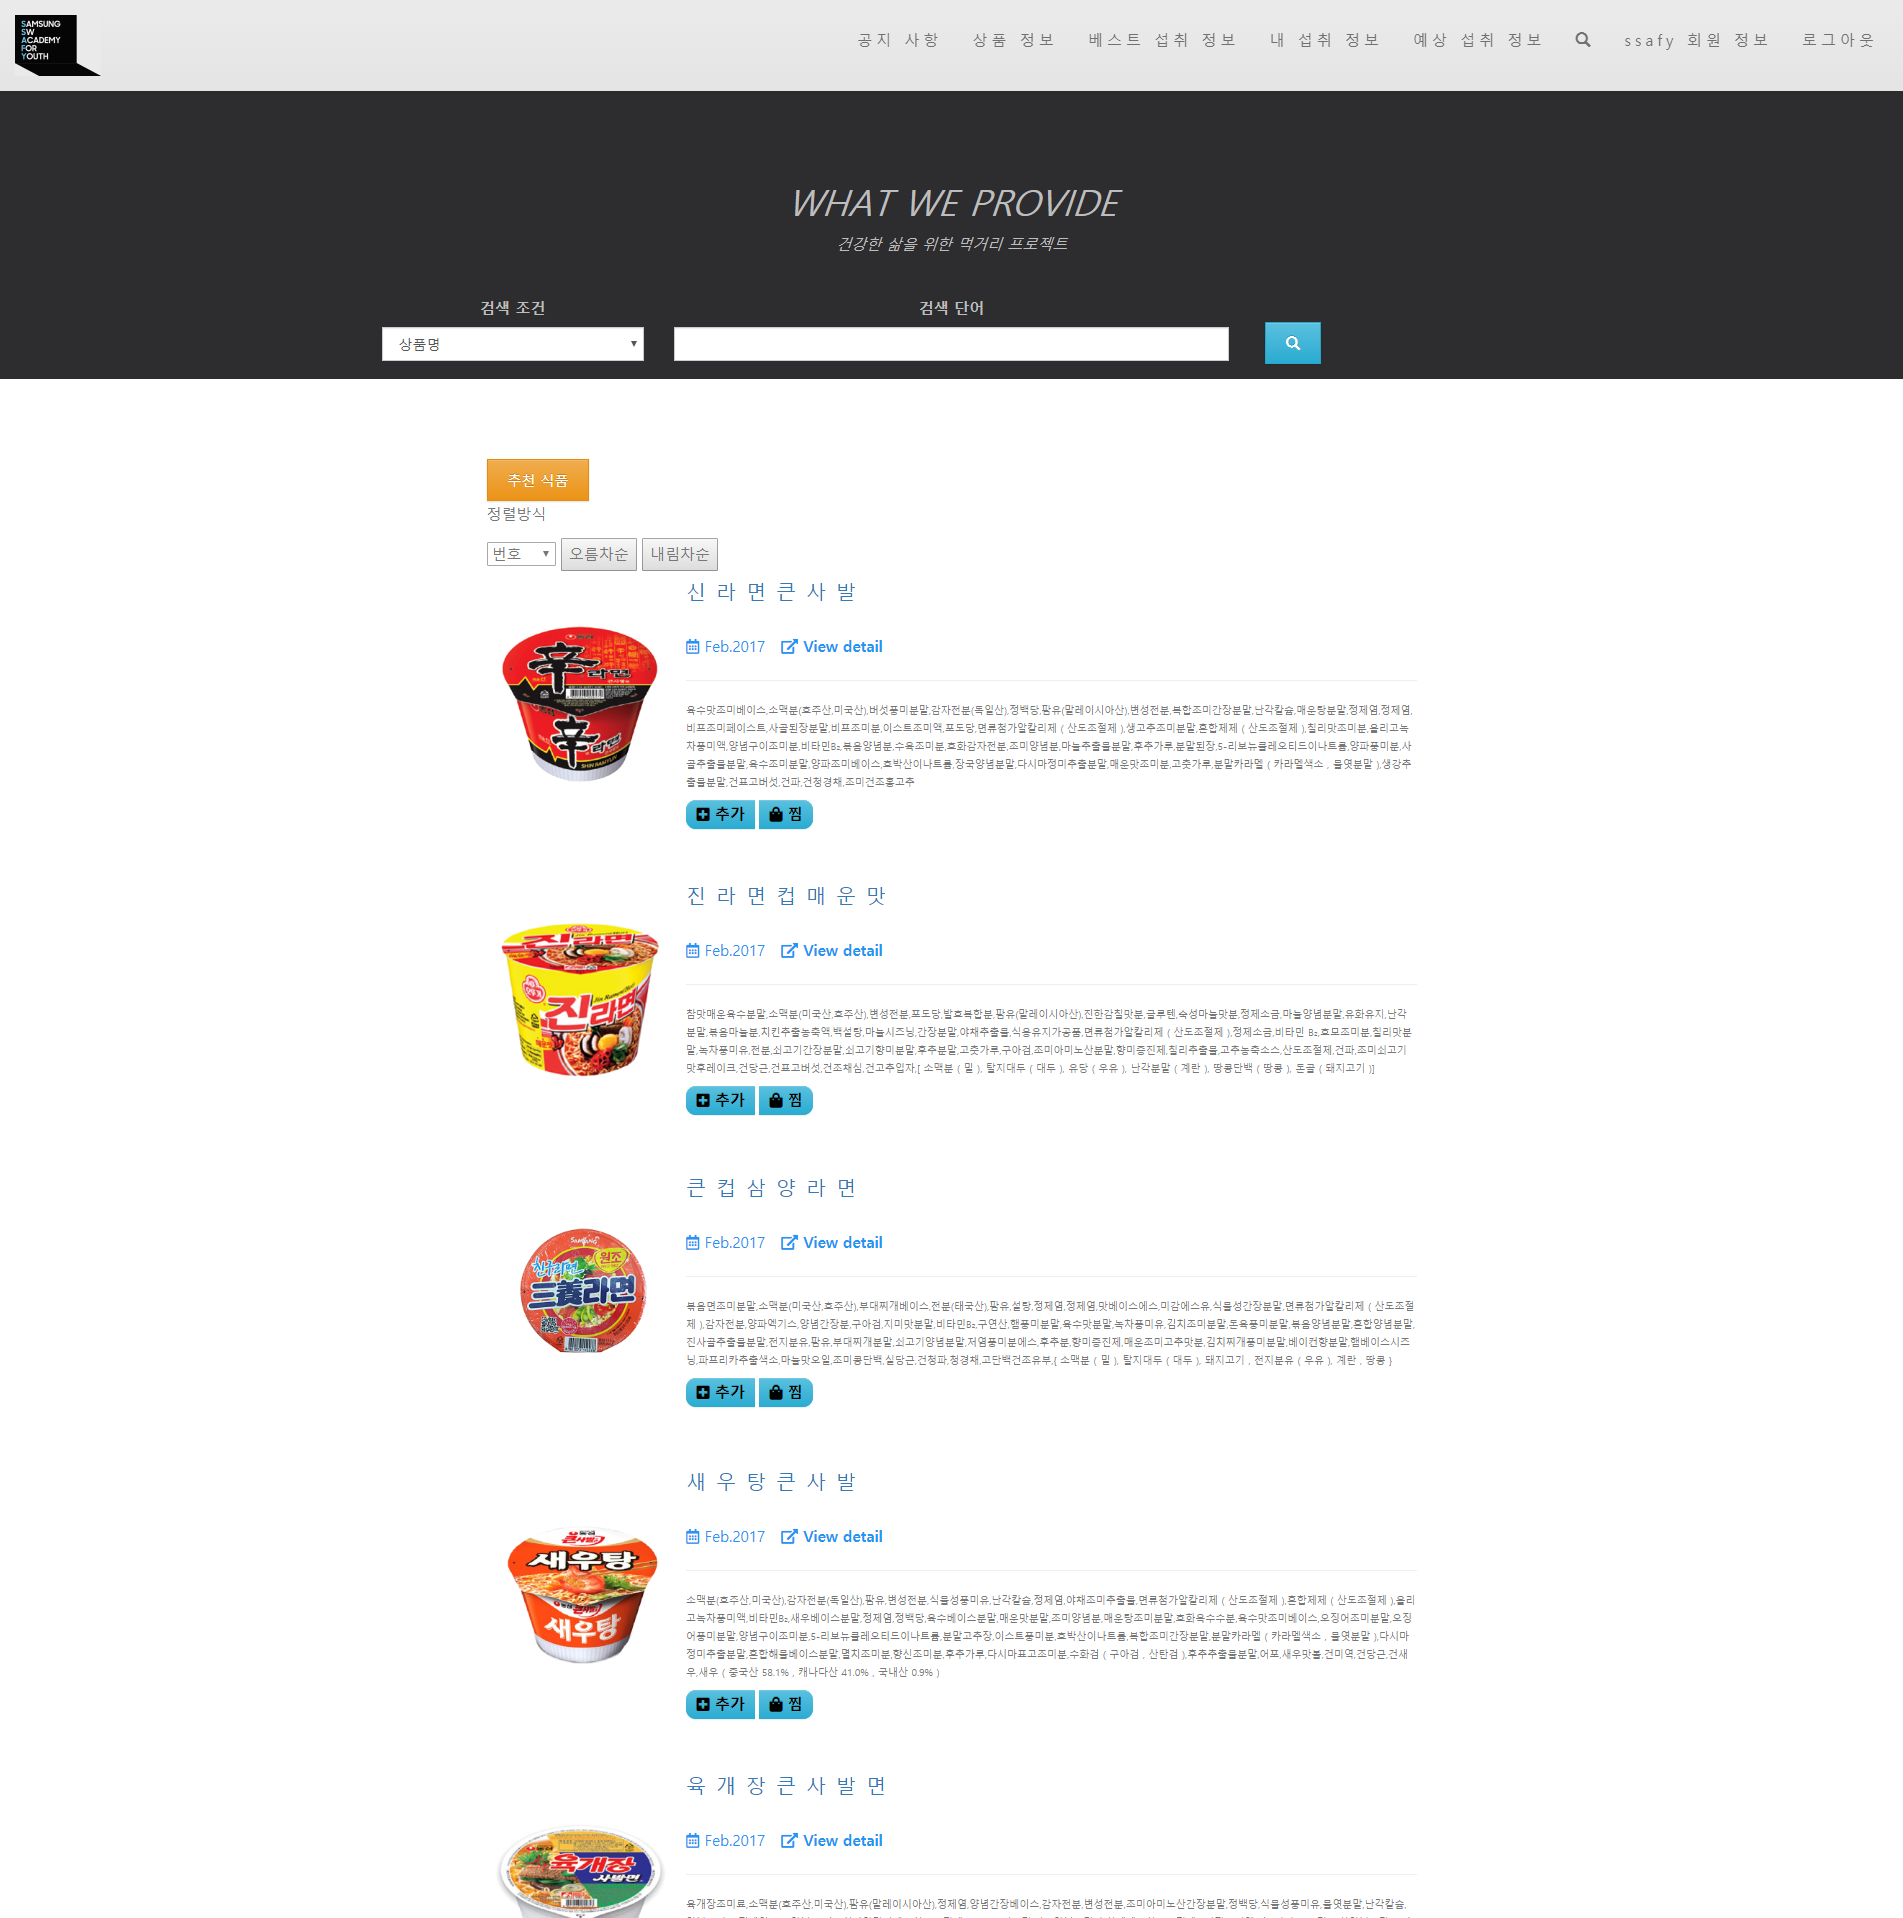 SAMSUNG
SW
ACADEMY
FOR
YOUTH
공지 사항 상품 정보 베스트 섭취 정보 내 섭취 정보 예상 섭취 정보 ssafy 회원 정보 로그아웃
WHAT WE PROVIDE
건강한 삶을 위한 먹거리 프로젝트
검색 조건 검색 단어
상품명
추천 식품
정렬방식
번호 오름차순 내림차순
신라면큰사발
Feb.2017 View detail
육수맛조미베이스,소맥분(호주산,미국산),버섯풍미분말,감자전분(독일산),정백당,팜유(말레이시아산),변성전분,복합조미간장분말,난각칼슘,매운탕분말,정제염,정제염,
비프조미페이스트,사골된장분말,비프조미분,이스트조미액,포도당,면류첨가알칼리제 ( 산도조절제 ),생고추조미분말,혼합제제 ( 산도조절제 ),칠리맛조미분,올리고녹
차풍미액,양념구이조미분,비타민B₂,볶음양념분,수육조미분,호화감자전분,조미양념분,마늘추출물분말,후추가루,분말된장,5-리보뉴클레오티드이나트륨,양파풍미분,사
골추출물분말,육수조미분말,양파조미베이스,호박산이나트륨,장국양념분말,다시마정미추출분말,매운맛조미분,고춧가루,분말카라멜 ( 카라멜색소 , 물엿분말 ),생강추
출물분말,건표고버섯,건파,건청경채,조미건조홍고추
추가 찜
진라면컵매운맛
Feb.2017 View detail
참맛매운육수분말,소맥분(미국산,호주산),변성전분,포도당,발효복합분,팜유(말레이시아산),진한감칠맛분,글루텐,숙성마늘맛분,정제소금,마늘양념분말,유화유지,난각
분말,볶음마늘분,치킨추출농축액,백설탕,마늘시즈닝,간장분말,야채추출물,식용유지가공품,면류첨가알칼리제 ( 산도조절제 ),정제소금,비타민 B₂,효모조미분,칠리맛분
말,녹차풍미유,전분,쇠고기간장분말,쇠고기향미분말,후추분말,고춧가루,구아검,조미아미노산분말,향미증진제,칠리추출물,고추농축소스,산도조절제,건파,조미쇠고기
맛후레이크,건당근,건표고버섯,건조채심,건고추입자,[ 소맥분 ( 밀 ), 탈지대두 ( 대두 ), 유당 ( 우유 ), 난각분말 ( 계란 ), 땅콩단백 ( 땅콩 ), 돈골 ( 돼지고기 )]
추가 찜
큰컵삼양라면
Feb.2017 View detail
볶음면조미분말,소맥분(미국산,호주산),부대찌개베이스,전분(태국산),팜유,설탕,정제염,정제염,맛베이스에스,미감에스유,식물성간장분말,면류첨가알칼리제 ( 산도조절
제 ),감자전분,양파엑기스,양념간장분,구아검,지미맛분말,비타민B₂,구연산,햄풍미분말,육수맛분말,녹차풍미유,김치조미분말,돈육풍미분말,볶음양념분말,혼합양념분말,
진사골추출물분말,전지분유,팜유,부대찌개분말,쇠고기양념분말,저염풍미분에스,후추분,향미증진제,매운조미고추맛분,김치찌개풍미분말,베이컨향분말,햄베이스시즈
닝,파프리카추출색소,마늘맛오일,조미콩단백,실당근,건청파,청경채,고단백건조유부,{ 소맥분 ( 밀 ), 탈지대두 ( 대두 ), 돼지고기 , 전지분유 ( 우유 ), 계란 , 땅콩 }
추가 찜
새우탕큰사발
Feb.2017 View detail
소맥분(호주산,미국산),감자전분(독일산),팜유,변성전분,식물성풍미유,난각칼슘,정제염,야채조미추출물,면류첨가알칼리제 ( 산도조절제 ),혼합제제 ( 산도조절제 ),올리
고녹차풍미액,비타민B₂,새우베이스분말,정제염,정백당,육수베이스분말,매운맛분말,조미양념분,매운탕조미분말,호화옥수수분,육수맛조미베이스,오징어조미분말,오징
어풍미분말,양념구이조미분,5-리보뉴클레오티드이나트륨,분말고추장,이스트풍미분,호박산이나트륨,복합조미간장분말,분말카라멜 ( 카라멜색소 , 물엿분말 ),다시마
정미추출분말,혼합해물베이스분말,멸치조미분,향신조미분,후추가루,다시마표고조미분,수화검 ( 구아검 , 산탄검 ),후추추출물분말,어포,새우맛볼,건미역,건당근,건새
우,새우 ( 중국산 58.1% , 캐나다산 41.0% , 국내산 0.9% )
추가 찜
육개장큰사발면
Feb.2017 View detail
육개장조미료,소맥분(호주산,미국산),팜유(말레이시아산),정제염,양념간장베이스,감자전분,변성전분,조미아미노산간장분말,정백당,식물성풍미유,물엿분말,난각칼슘,